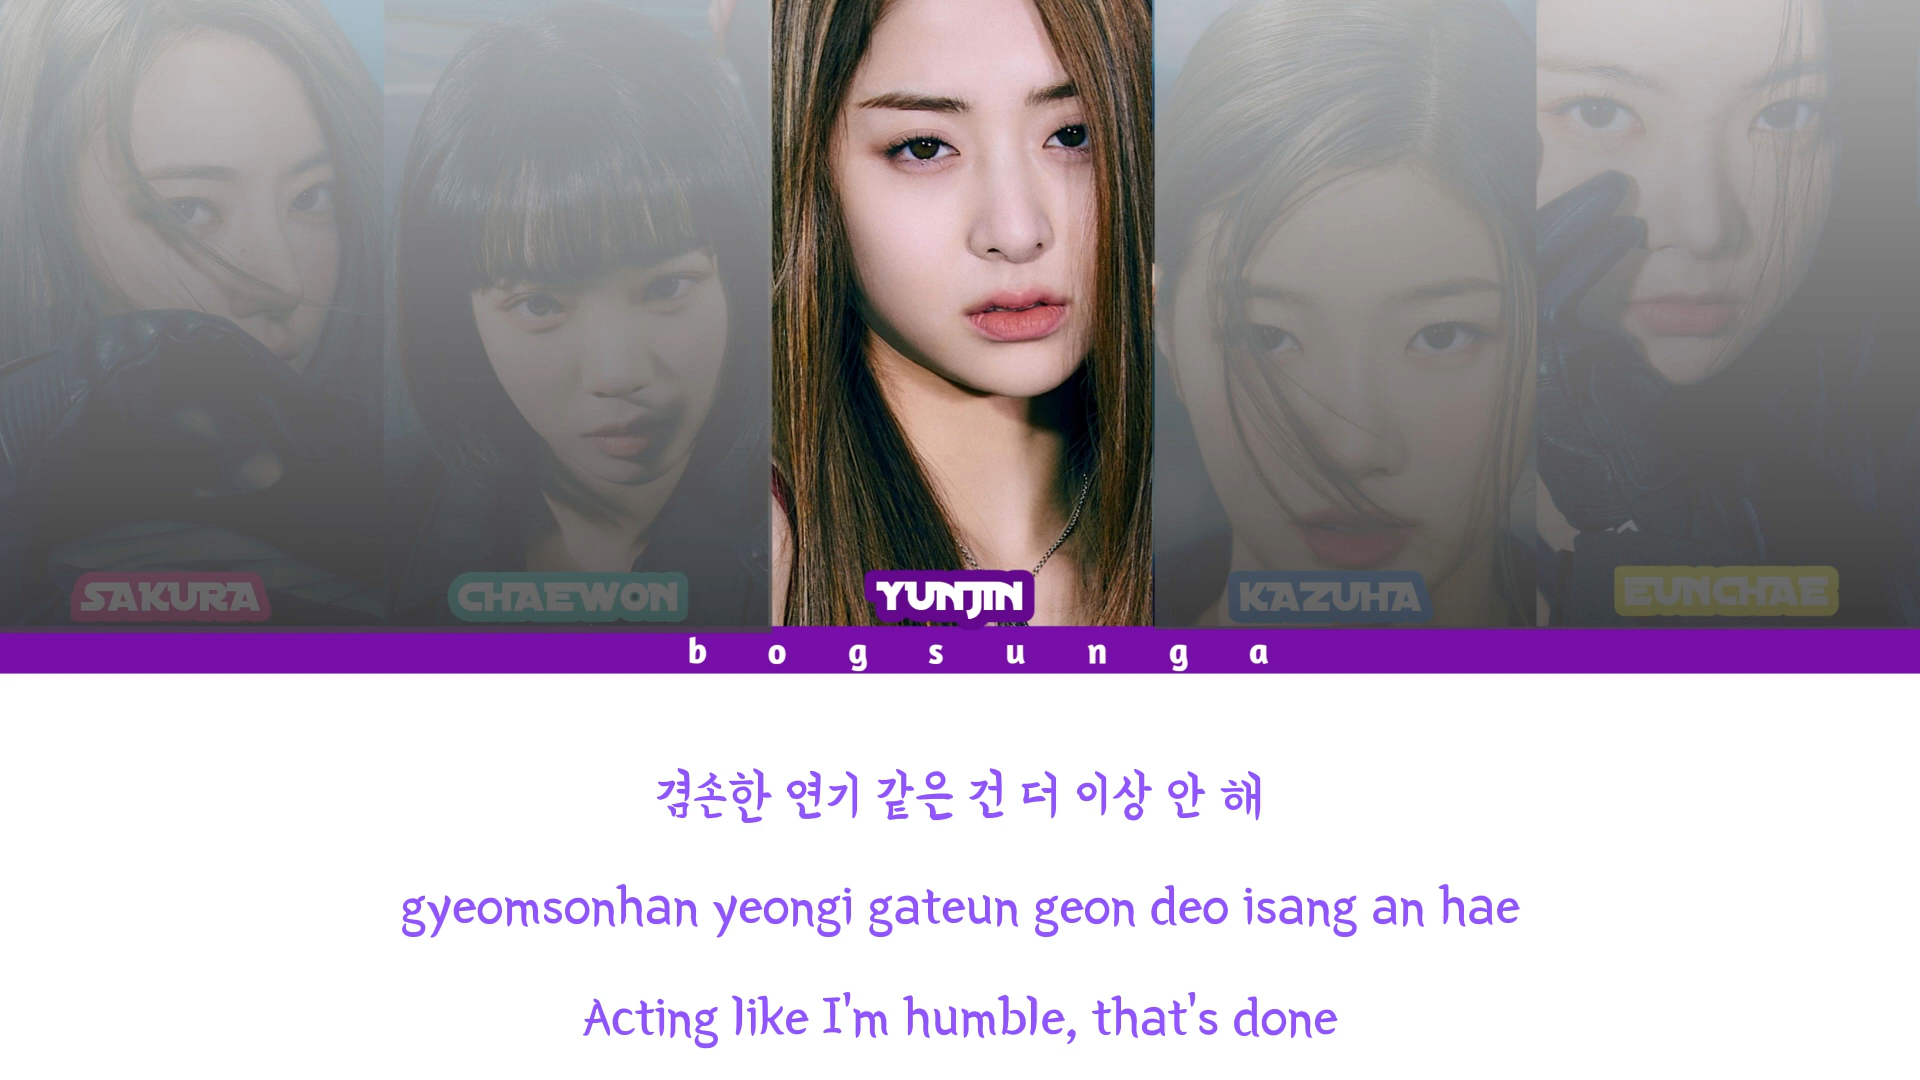 SAKURA
CHAEWON
YUNJIN
KAZUHA
EUNCHAE
bogsunga
겸손한 연기 같은 건 더 이상 안 해
gyeomsonhan yeongi gateun geon deo isang an hae
Acting like I'm humble, that's done